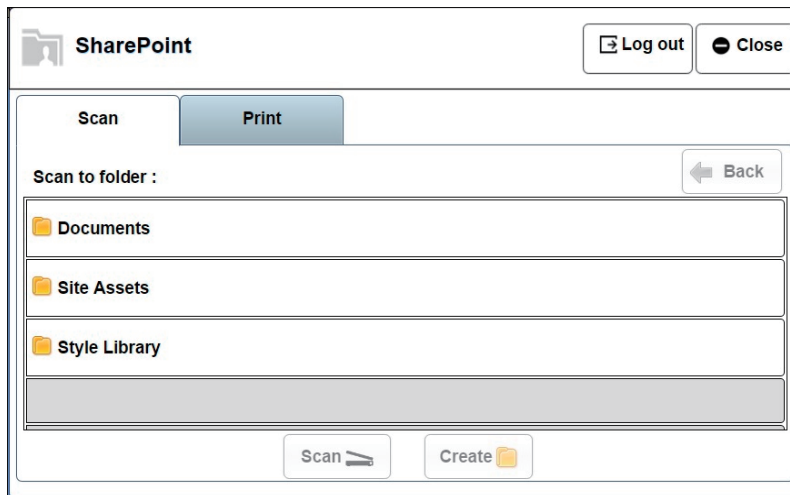 SharePoint
Log out
Close
Scan
Print
Scan to folder :
Back
Documents
Site Assets
Style Library
Scan
Create